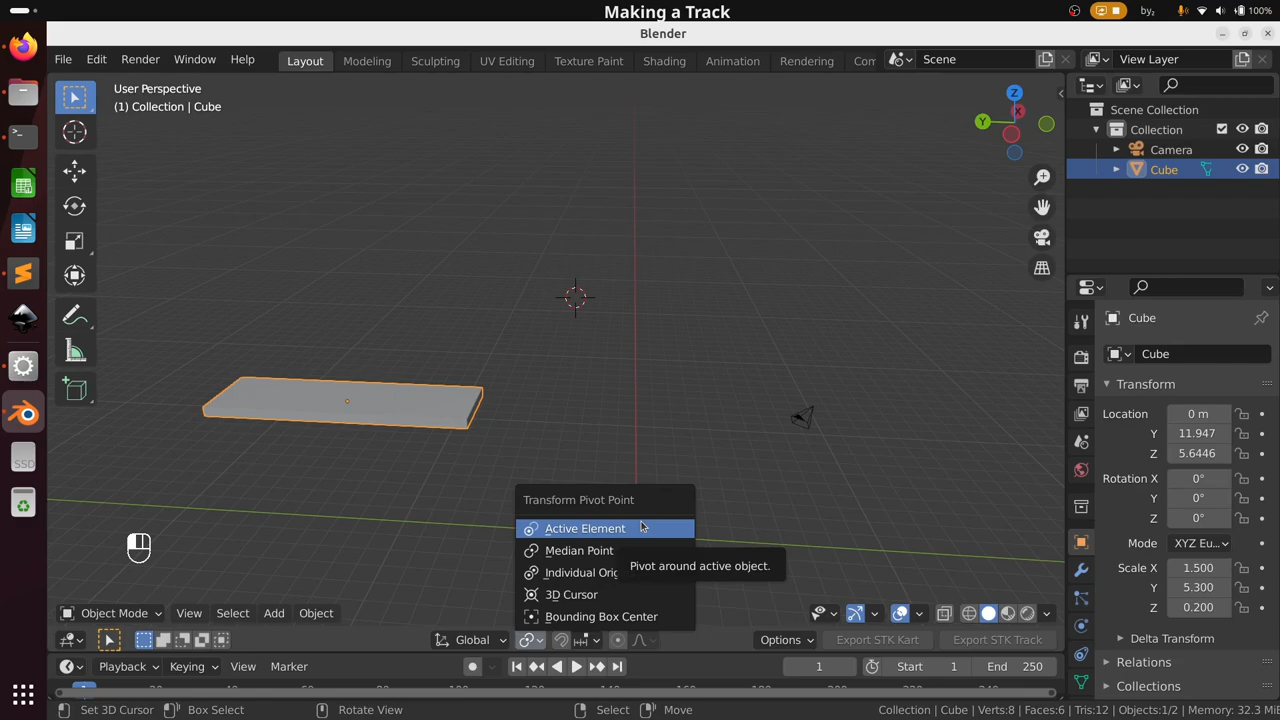 Making a Track
by₂
100%
Blender
File Edit Render Window Help
Layout Modeling Sculpting UV Editing Texture Paint Shading Animation Rendering Com
Scene
View Layer
User Perspective
(1) Collection | Cube
Z
X
Y
Scene Collection
Collection
Camera
Cube
Cube
Cube
Transform
Location 0 m
Y 11.947
Z 5.6446
Rotation X 0°
Y 0°
Z 0°
Mode XYZ Eu...
Scale X 1.500
Y 5.300
Z 0.200
Delta Transform
Relations
Collections
SSD
Transform Pivot Point
Active Element
Median Point
Individual Orig
3D Cursor
Bounding Box Center
Pivot around active object.
Object Mode View Select Add Object
Global
Options Export STK Kart Export STK Track
Playback Keying View Marker
1 Start 1 End 250
Set 3D Cursor Box Select Rotate View Select Move
Collection | Cube | Verts:8 | Faces:6 | Tris:12 | Objects:1/2 | Memory: 32.3 MiB